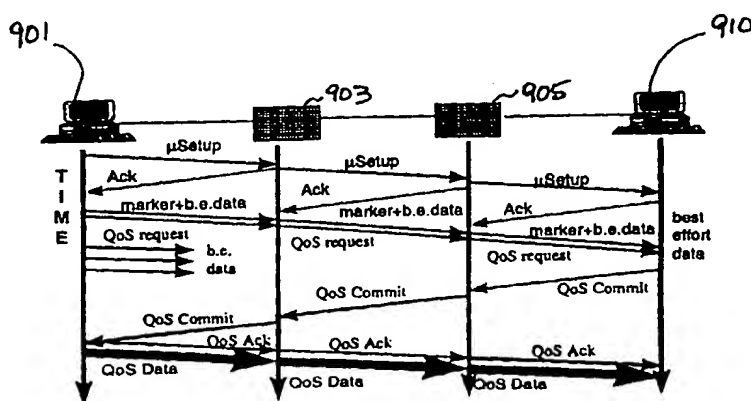 901
903
905
910
TIME
µSetup
µSetup
µSetup
Ack
Ack
Ack
marker+b.e.data
marker+b.e.data
marker+b.e.data
QoS request
QoS request
QoS request
b.e.
data
best
effort
data
QoS Commit
QoS Commit
QoS Commit
QoS Ack
QoS Ack
QoS Ack
QoS Data
QoS Data
QoS Data